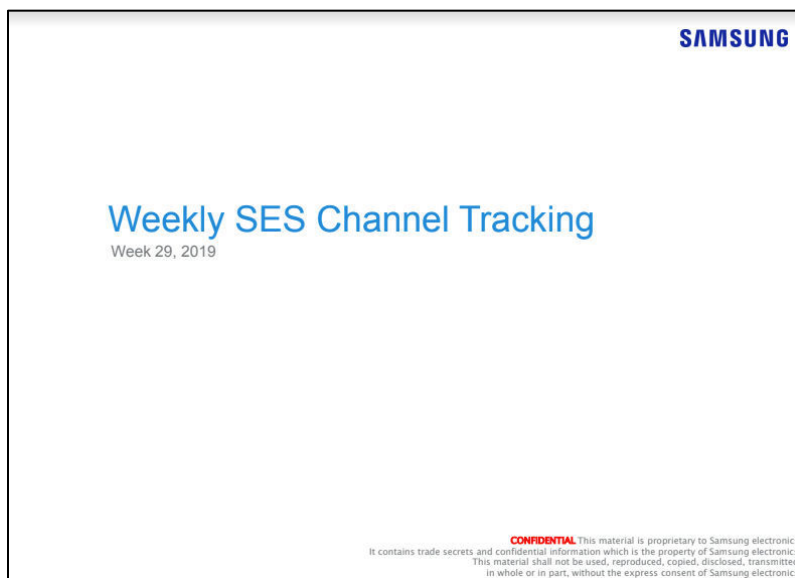 SAMSUNG
Weekly SES Channel Tracking
Week 29, 2019
CONFIDENTIAL This material is proprietary to Samsung electronic
It contains trade secrets and confidential information which is the property of Samsung electronic
This material shall not be used, reproduced, copied, disclosed, transmitte
in whole or in part, without the express consent of Samsung electronic